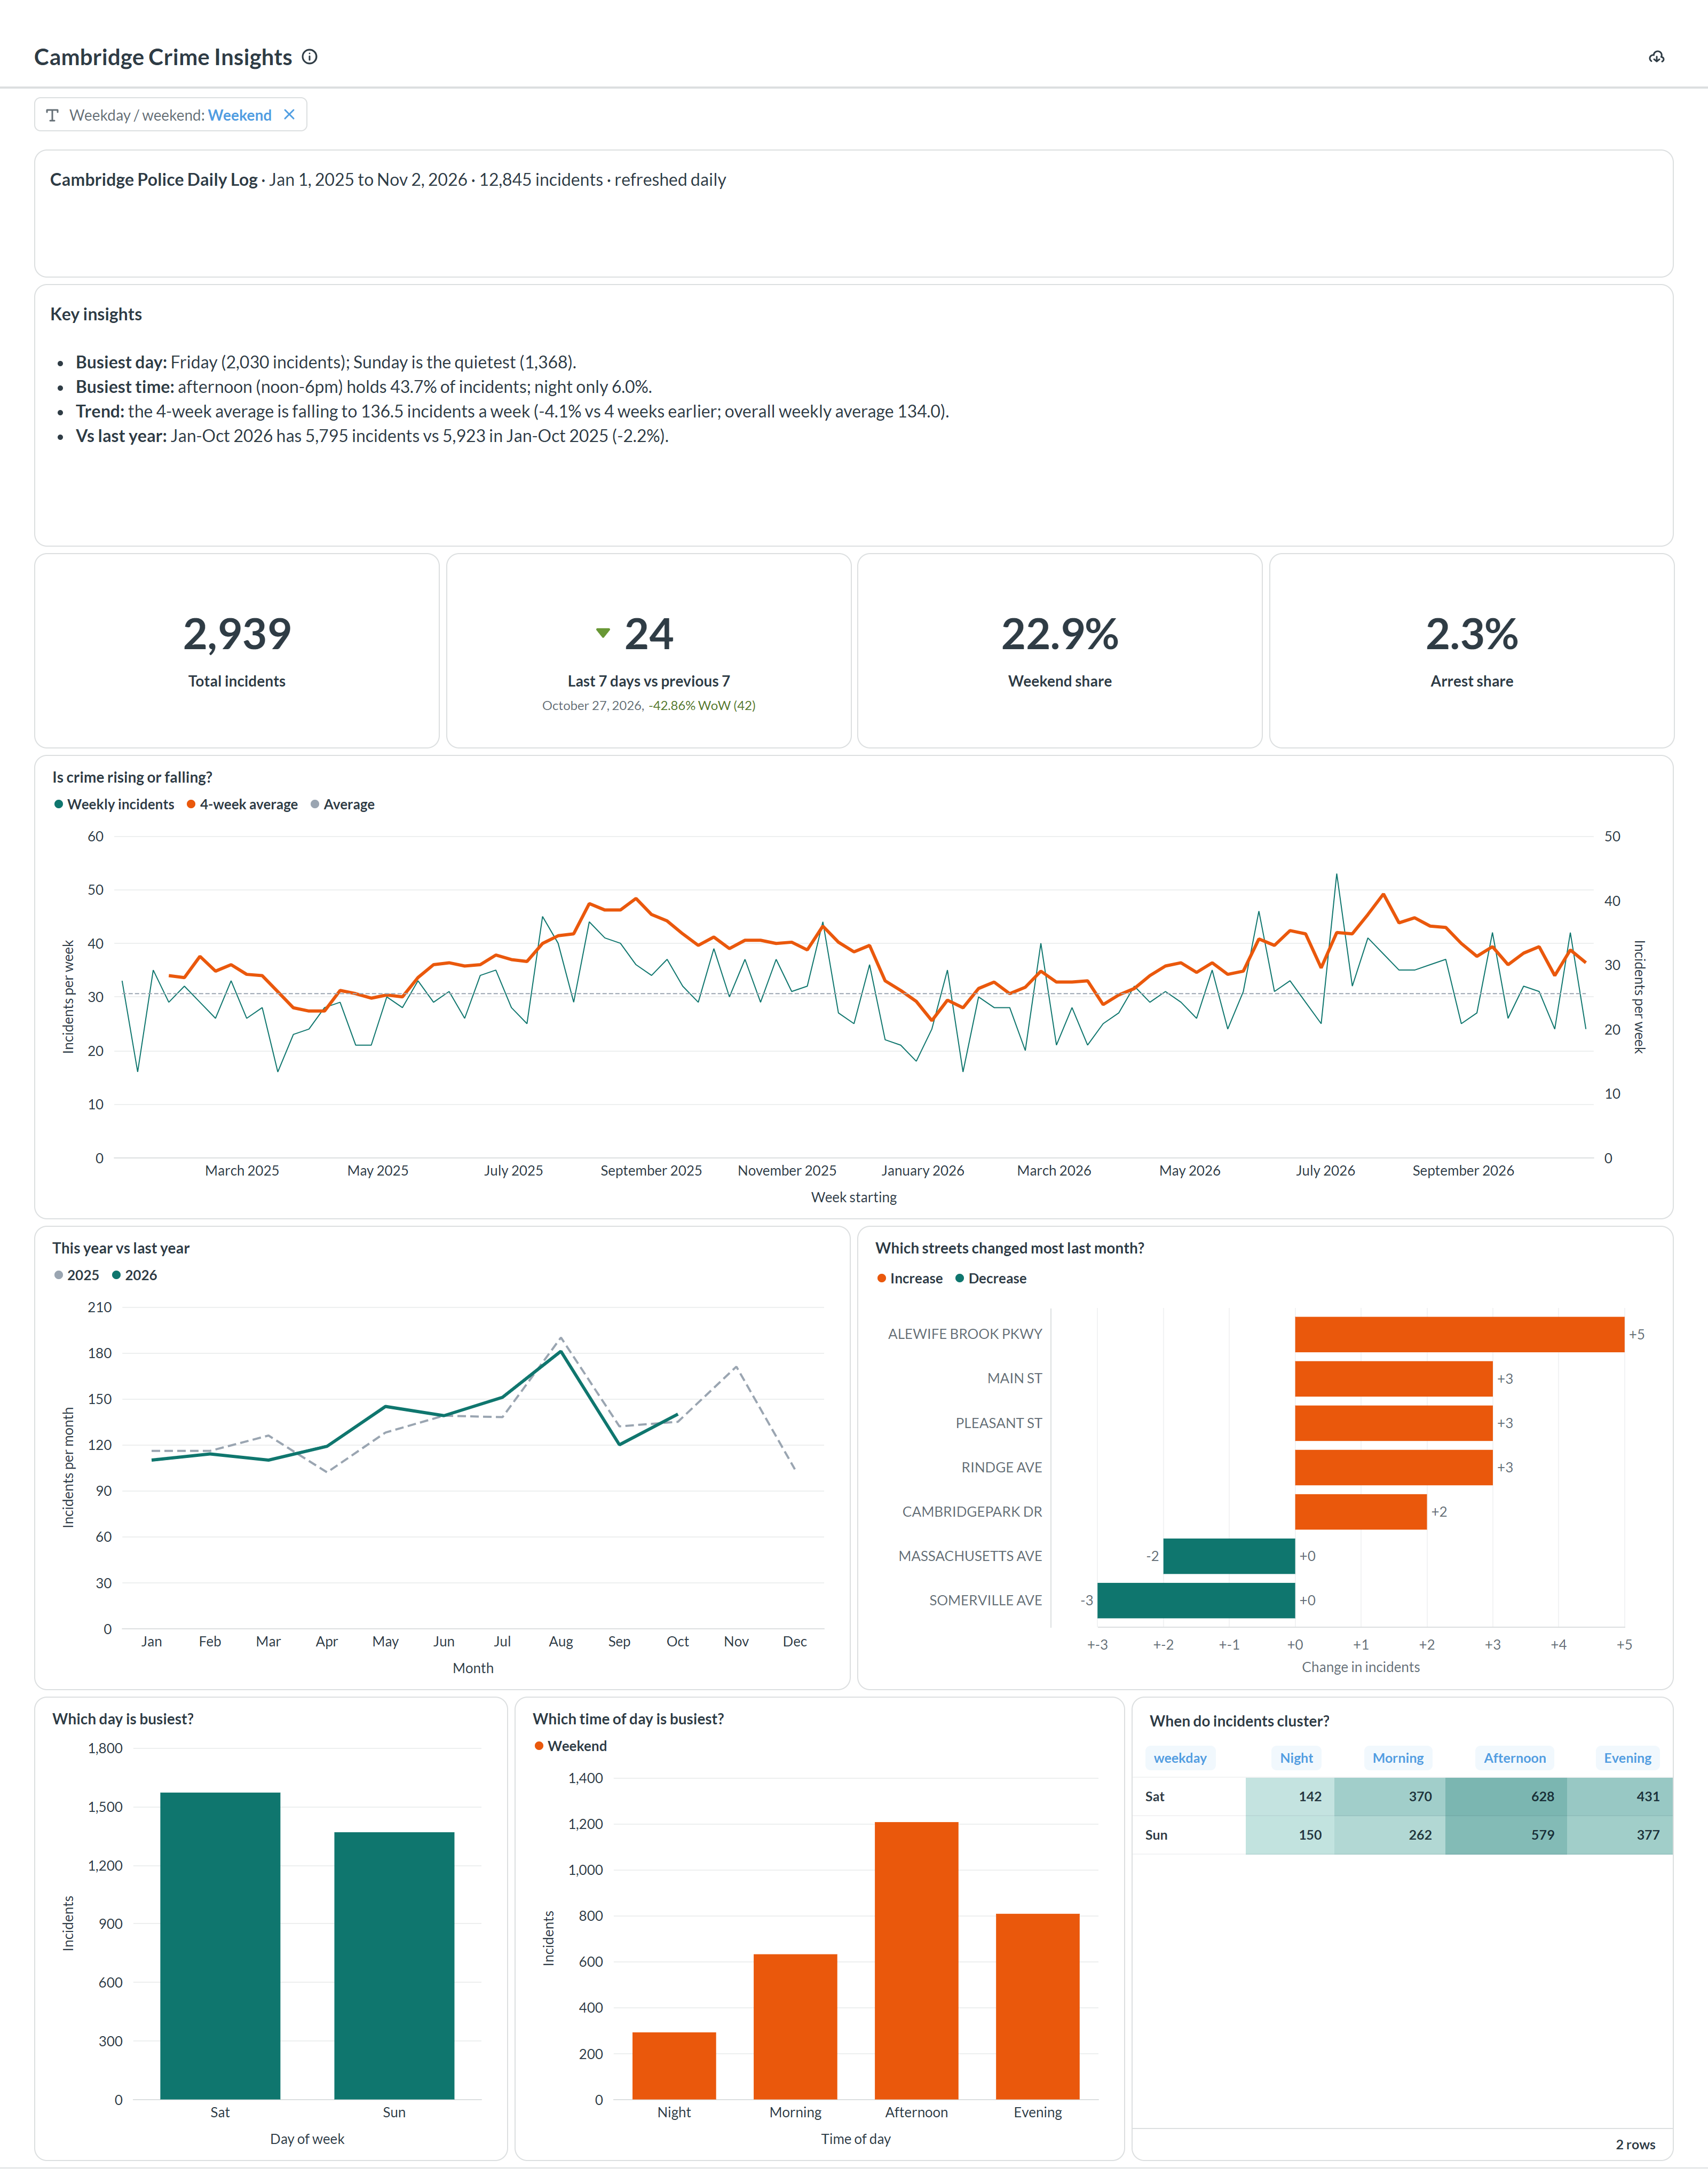 Cambridge Crime Insights
Weekday / weekend: Weekend
Cambridge Police Daily Log · Jan 1, 2025 to Nov 2, 2026 · 12,845 incidents · refreshed daily
Key insights
• Busiest day: Friday (2,030 incidents); Sunday is the quietest (1,368).
• Busiest time: afternoon (noon-6pm) holds 43.7% of incidents; night only 6.0%.
• Trend: the 4-week average is falling to 136.5 incidents a week (-4.1% vs 4 weeks earlier; overall weekly average 134.0).
• Vs last year: Jan-Oct 2026 has 5,795 incidents vs 5,923 in Jan-Oct 2025 (-2.2%).
2,939
Total incidents
24
Last 7 days vs previous 7
October 27, 2026, -42.86% WoW (42)
22.9%
Weekend share
2.3%
Arrest share
Is crime rising or falling?
Weekly incidents 4-week average Average
Incidents per week
60
50
40
30
20
10
0
50
40
30
20
10
0
Incidents per week
March 2025 May 2025 July 2025 September 2025 November 2025 January 2026 March 2026 May 2026 July 2026 September 2026
Week starting
This year vs last year
2025 2026
Incidents per month
210
180
150
120
90
60
30
0
Jan Feb Mar Apr May Jun Jul Aug Sep Oct Nov Dec
Month
Which streets changed most last month?
Increase Decrease
ALEWIFE BROOK PKWY +5
MAIN ST +3
PLEASANT ST +3
RINDGE AVE +3
CAMBRIDGEPARK DR +2
MASSACHUSETTS AVE -2 +0
SOMERVILLE AVE -3 +0
+-3 +-2 +-1 +0 +1 +2 +3 +4 +5
Change in incidents
Which day is busiest?
Incidents
1,800
1,500
1,200
900
600
300
0
Sat Sun
Day of week
Which time of day is busiest?
Weekend
Incidents
1,400
1,200
1,000
800
600
400
200
0
Night Morning Afternoon Evening
Time of day
When do incidents cluster?
weekday Night Morning Afternoon Evening
Sat 142 370 628 431
Sun 150 262 579 377
2 rows